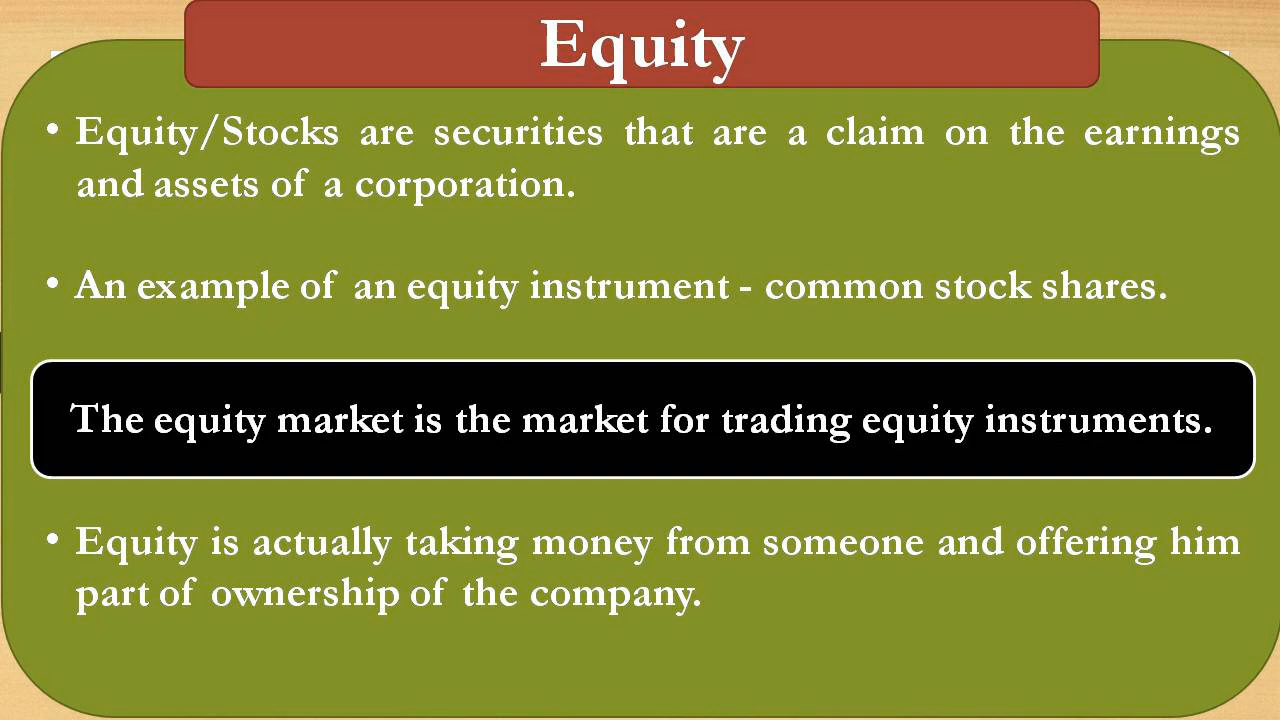 Equity
• Equity/Stocks are securities that are a claim on the earnings
and assets of a corporation.
• An example of an equity instrument - common stock shares.
The equity market is the market for trading equity instruments.
• Equity is actually taking money from someone and offering him
part of ownership of the company.